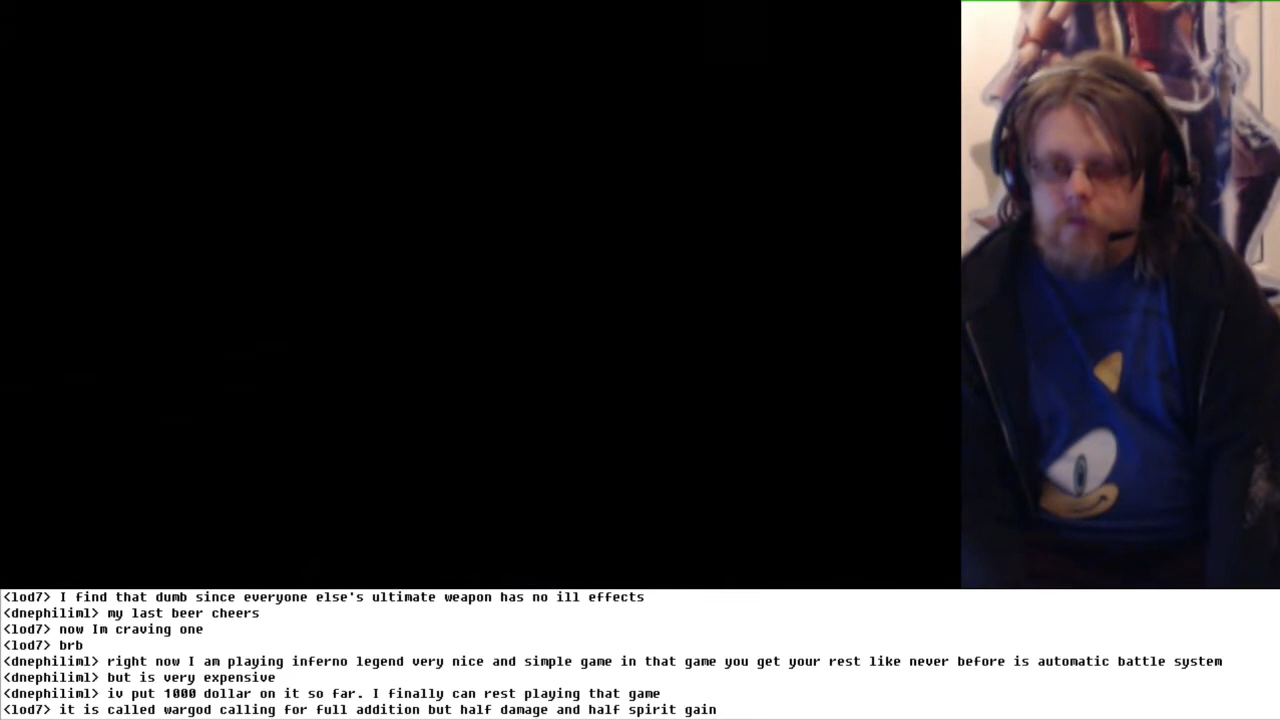 <lod7> I find that dumb since everyone else's ultimate weapon has no ill effects
<dnephiliml> my last beer cheers
<lod7> now Im craving one
<lod7> brb
<dnephiliml> right now I am playing inferno legend very nice and simple game in that game you get your rest like never before is automatic battle system
<dnephiliml> but is very expensive
<dnephiliml> iv put 1000 dollar on it so far. I finally can rest playing that game
<lod7> it is called wargod calling for full addition but half damage and half spirit gain